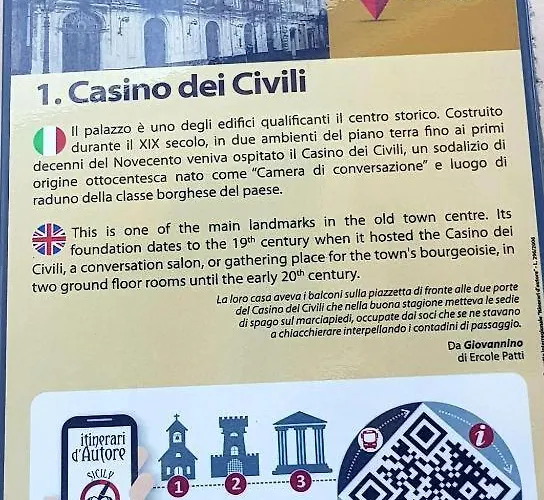 1. Casino dei Civili
Il palazzo è uno degli edifici qualificanti il centro storico. Costruito
durante il XIX secolo, in due ambienti del piano terra fino ai primi
decenni del Novecento veniva ospitato il Casino dei Civili, un sodalizio di
origine ottocentesca nato come “Camera di conversazione” e luogo di
raduno della classe borghese del paese.
This is one of the main landmarks in the old town centre. Its
foundation dates to the 19th century when it hosted the Casino dei
Civili, a conversation salon, or gathering place for the town's bourgeoisie, in
two ground floor rooms until the early 20th century.
La loro casa aveva i balconi sulla piazzetta di fronte alle due porte
del Casino dei Civili che nella buona stagione metteva le sedie
di spago sul marciapiedi, occupate dai soci che se ne stavano
a chiacchierare interpellando i contadini di passaggio.
Da Giovannino
di Ercole Patti
itinerari
d'Autore
SICILY
1 2 3
i